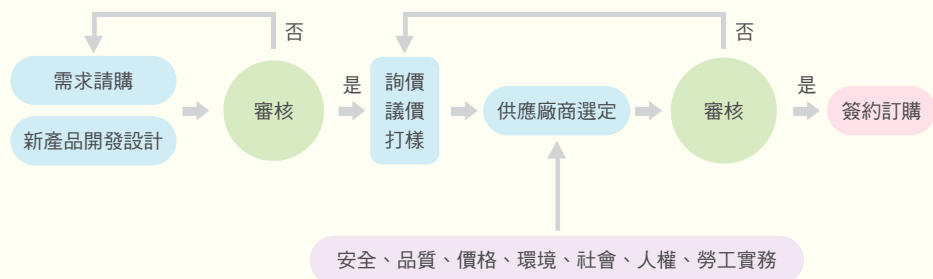 否
否
需求請購
新產品開發設計
審核
是
詢價
議價
打樣
供應廠商選定
審核
是
簽約訂購
安全、品質、價格、環境、社會、人權、勞工實務